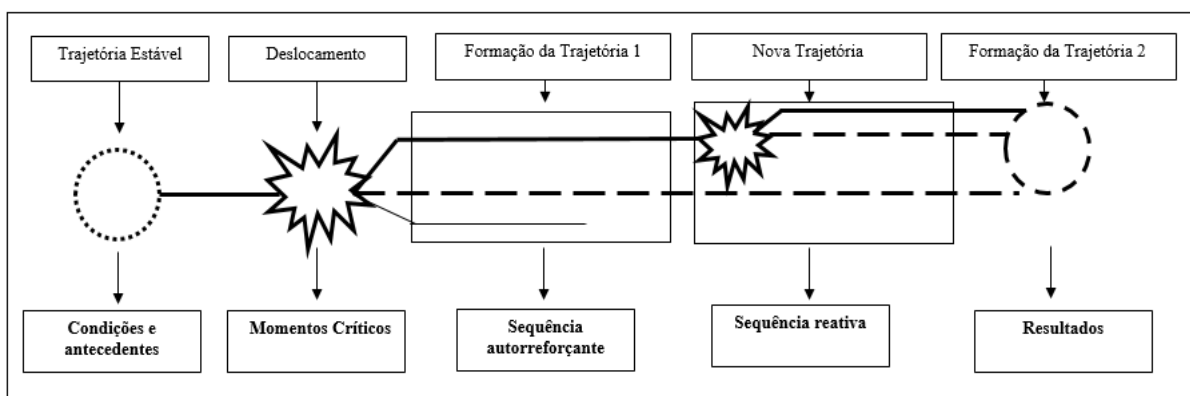 Trajetória Estável
Deslocamento
Formação da Trajetória 1
Nova Trajetória
Formação da Trajetória 2
Condições e
antecedentes
Momentos Críticos
Sequência
autorreforçante
Sequência reativa
Resultados